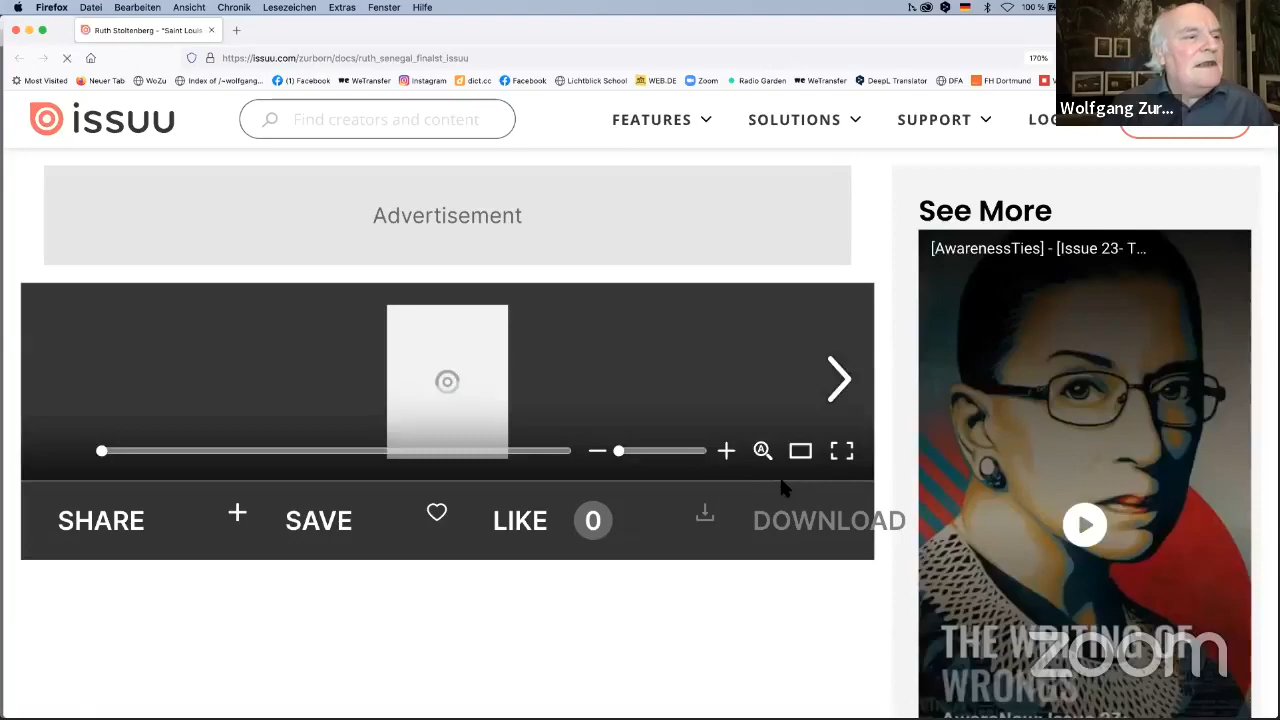 Firefox Datei Bearbeiten Ansicht Chronik Lesezeichen Extras Fenster Hilfe 100 %
Ruth Stoltenberg - "Saint Louis
https://issuu.com/zurborn/docs/ruth_senegal_finalst_issuu 170%
Most Visited Neuer Tab WoZu Index of /~wolfgang... (1) Facebook WeTransfer Instagram dict.cc Facebook Lichtblick School WEB.DE Zoom Radio Garden WeTransfer DeepL Translator DFA FH Dortmund
Wolfgang Zur...
issuu Find creators and content FEATURES SOLUTIONS SUPPORT
Advertisement
See More
[AwarenessTies] - [Issue 23- T...
SHARE SAVE LIKE 0 DOWNLOAD
THE WRITING OF
WRONGS
zoom